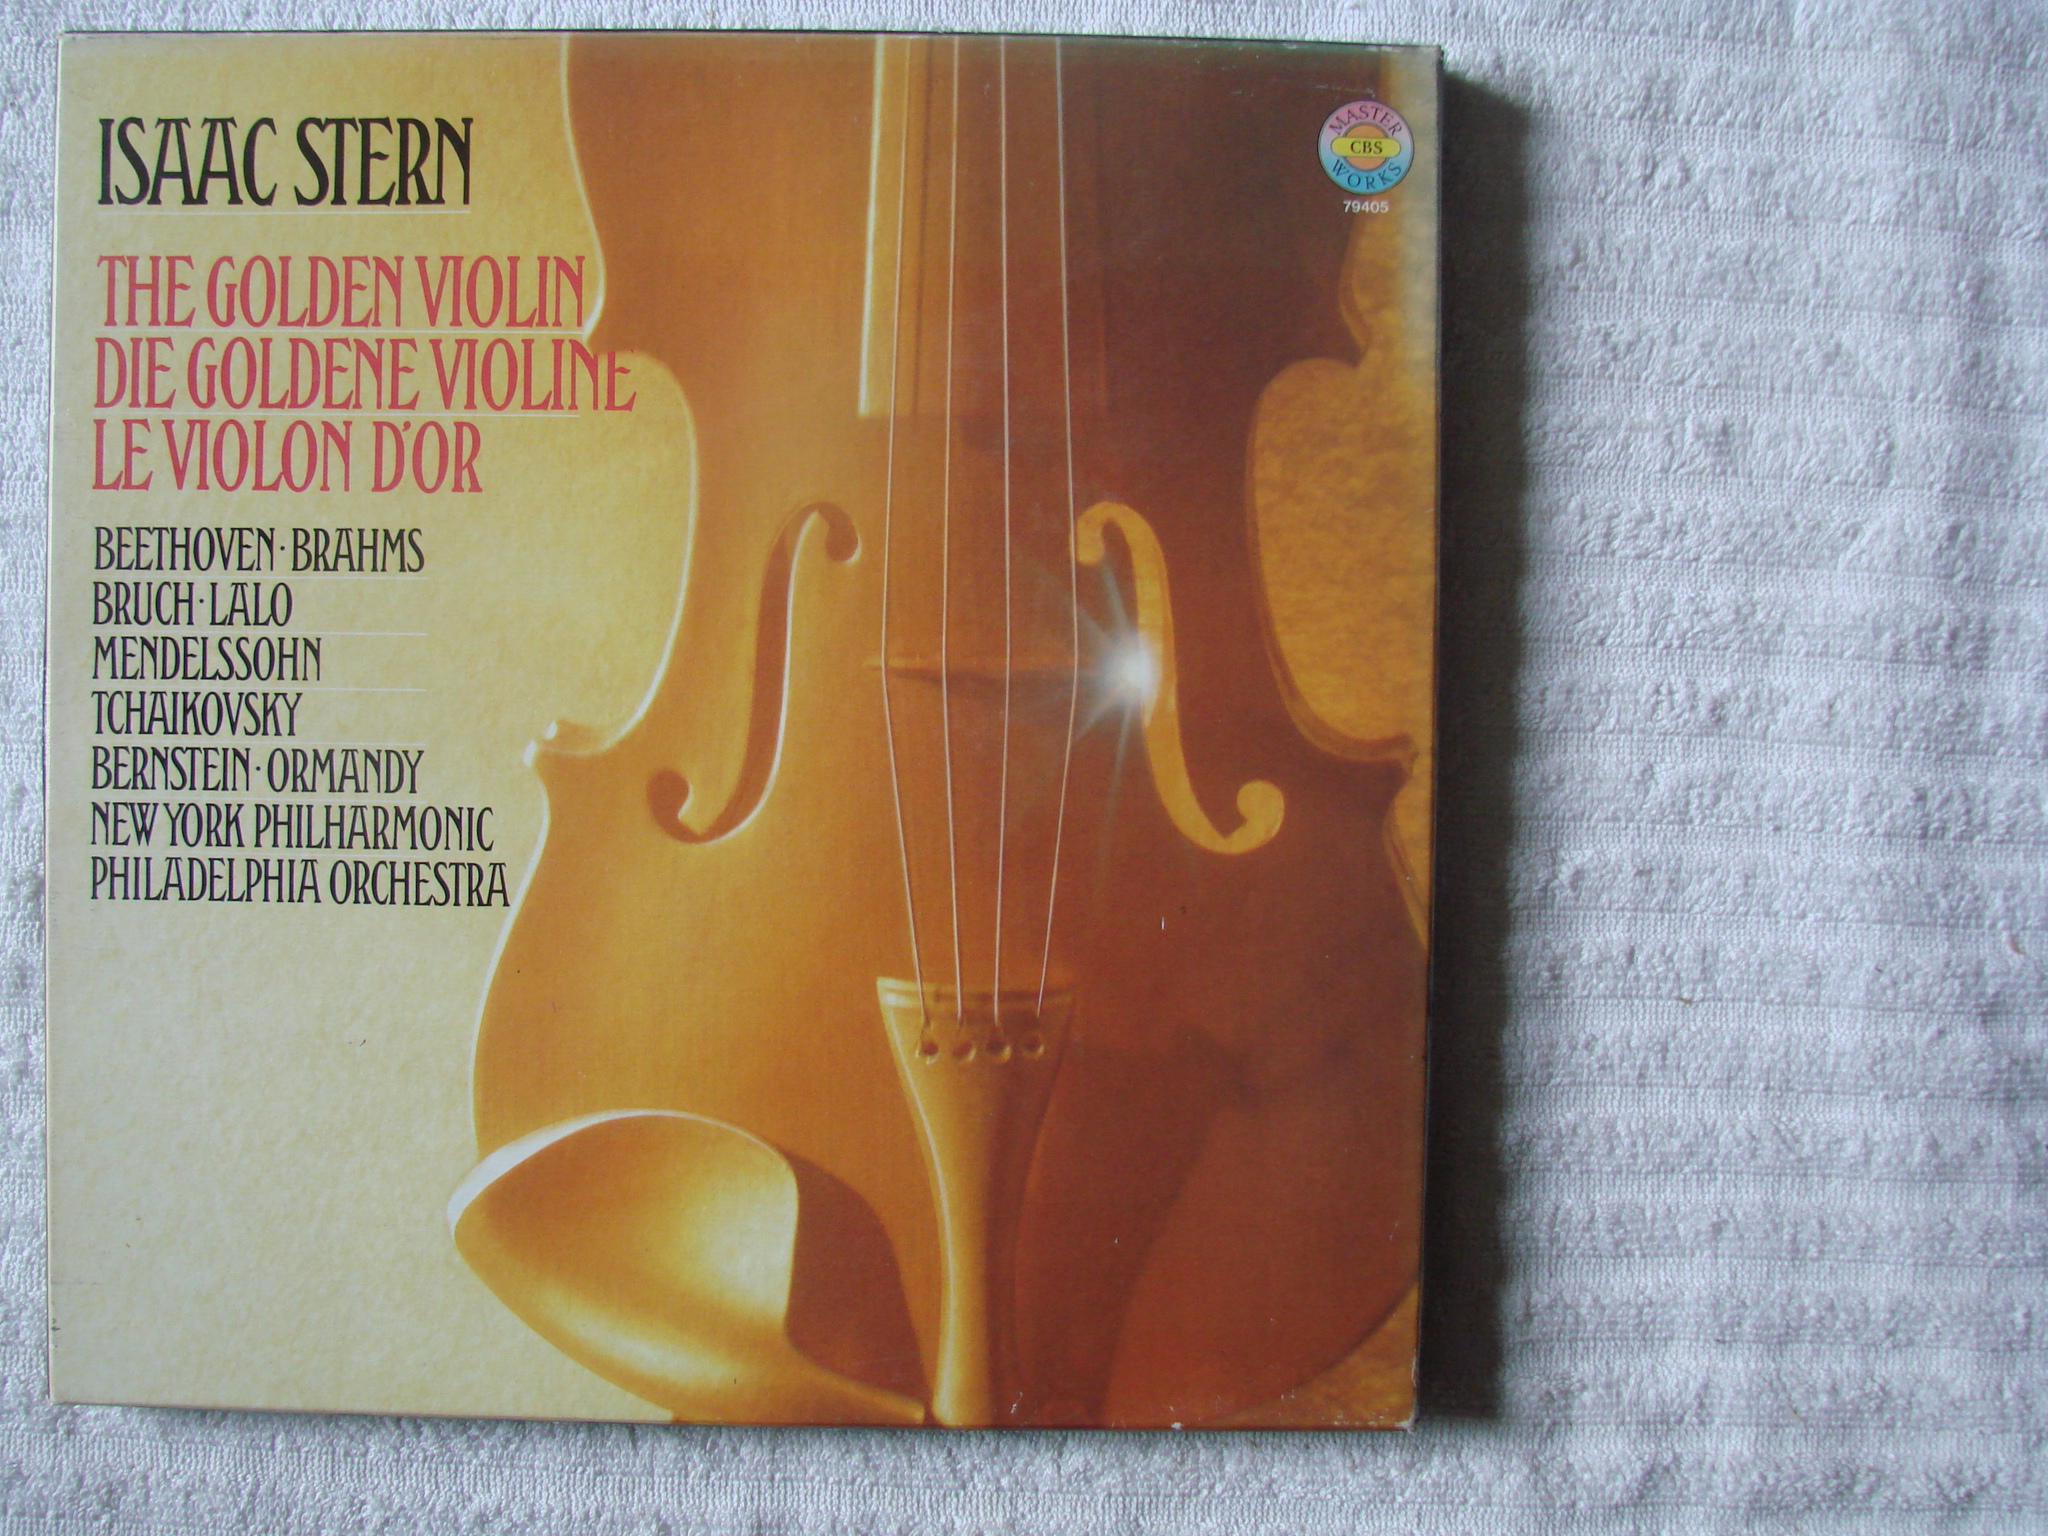 ISAAC STERN
THE GOLDEN VIOLIN
DIE GOLDENE VIOLINE
LE VIOLON D'OR
BEETHOVEN·BRAHMS
BRUCH·LALO
MENDELSSOHN
TCHAIKOVSKY
BERNSTEIN·ORMANDY
NEW YORK PHILHARMONIC
PHILADELPHIA ORCHESTRA
MASTER
CBS
WORKS
79405